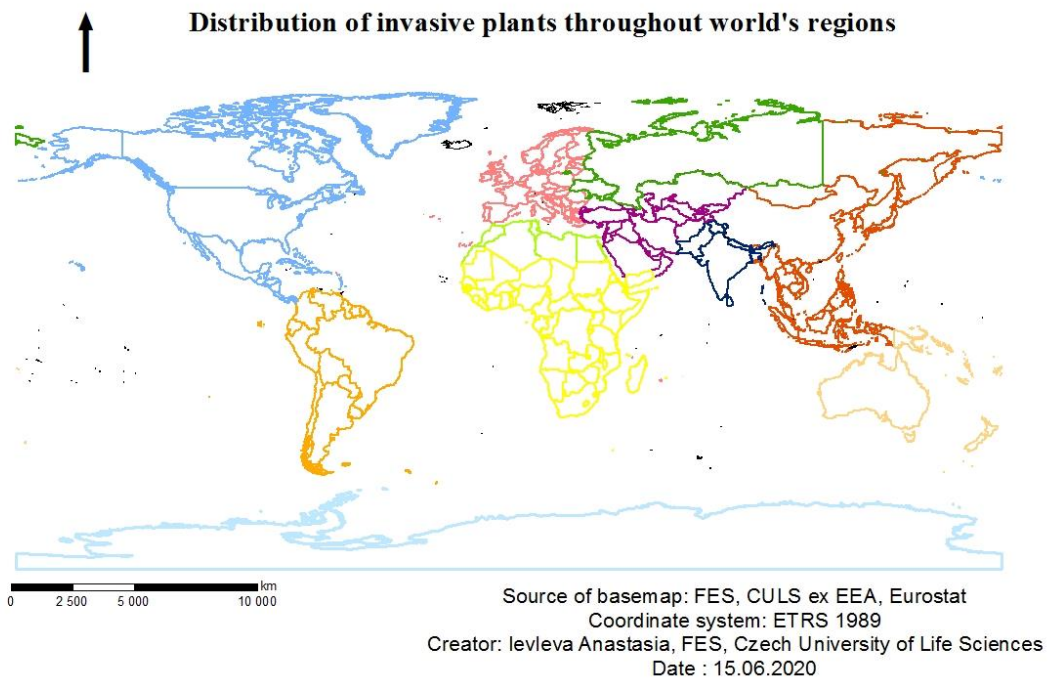 Distribution of invasive plants throughout world's regions
km
0 2 500 5 000 10 000
Source of basemap: FES, CULS ex EEA, Eurostat
Coordinate system: ETRS 1989
Creator: Ievleva Anastasia, FES, Czech University of Life Sciences
Date : 15.06.2020